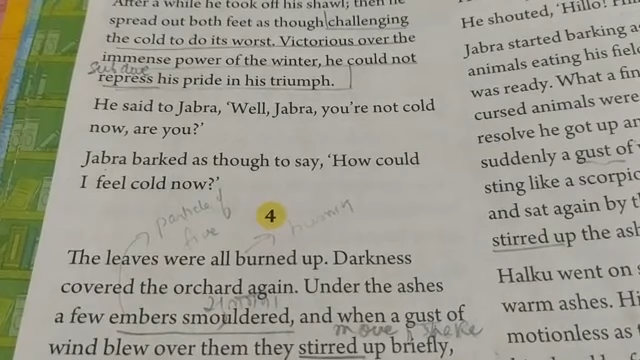 After a while he took off his shawl; then he
spread out both feet as though challenging
the cold to do its worst. Victorious over the
immense power of the winter, he could not
subdue
repress his pride in his triumph.
He said to Jabra, 'Well, Jabra, you're not cold
now, are you?'
Jabra barked as though to say, 'How could
I feel cold now?'
particle of
fire
4
burning
The leaves were all burned up. Darkness
covered the orchard again. Under the ashes
a few embers smouldered, and when a gust of
move shake
wind blew over them they stirred up briefly,
He shouted, 'Hillo!
Jabra started barking
animals eating his
was ready. What a
cursed animals were
resolve he got up
suddenly a gust of
sting like a
and sat again by
stirred up the
Halku went on
warm ashes.
motionless as